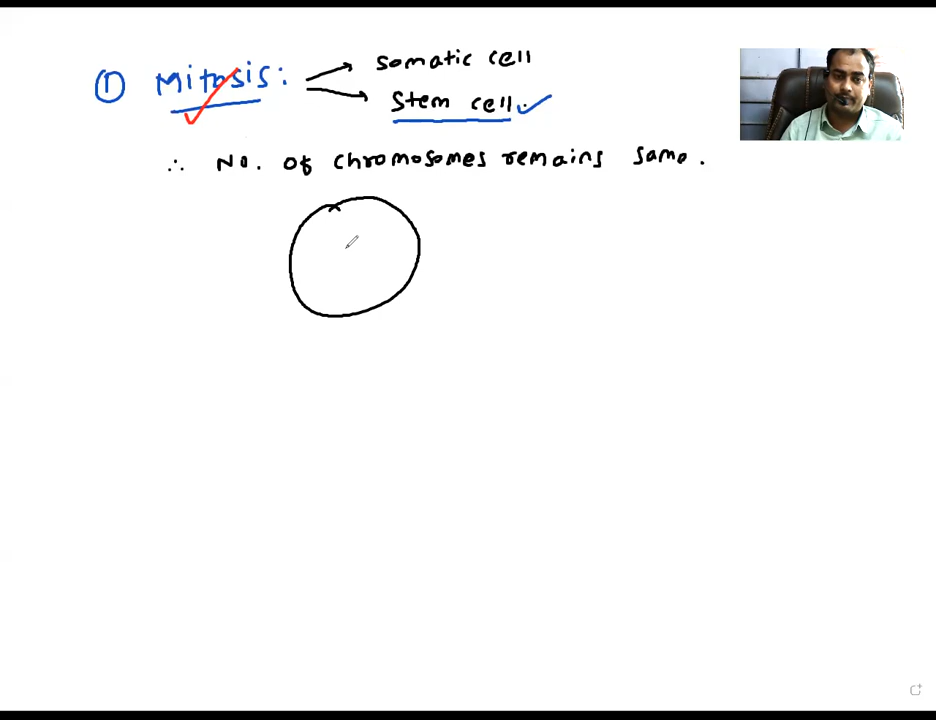 ① Mitosis:
somatic cell
Stem cell.
∴ No. of chromosomes remains same.